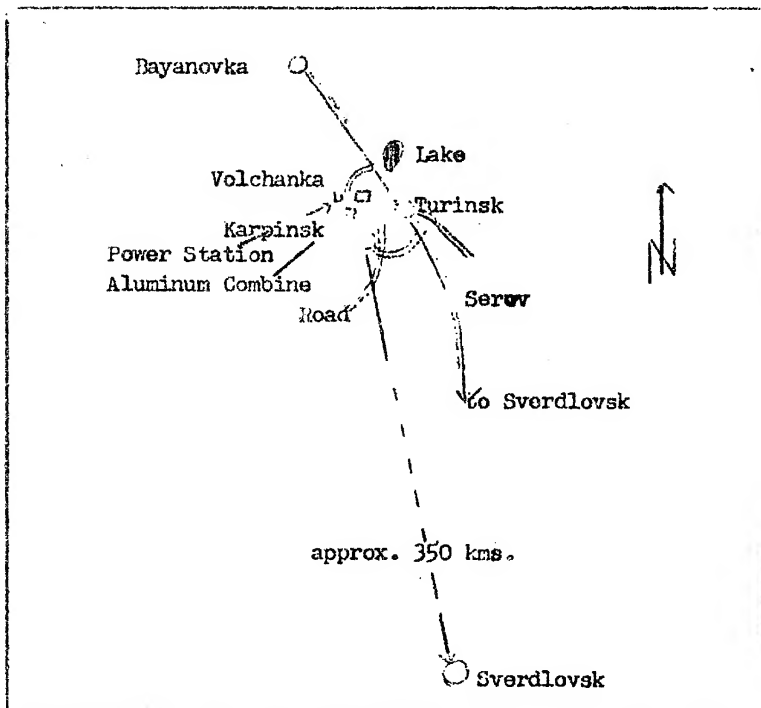 Bayanovka
Lake
Volchanka
Turinsk
Karpinsk
Power Station
Aluminum Combine
Road
Serov
to Sverdlovsk
N
approx. 350 kms.
Sverdlovsk